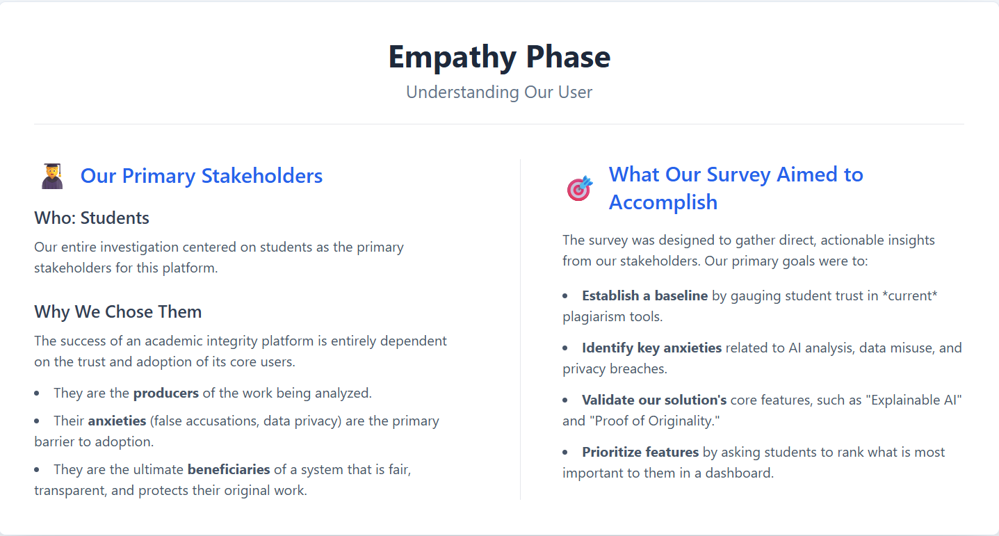 Empathy Phase
Understanding Our User
Our Primary Stakeholders
Who: Students
Our entire investigation centered on students as the primary
stakeholders for this platform.
Why We Chose Them
The success of an academic integrity platform is entirely dependent
on the trust and adoption of its core users.
• They are the producers of the work being analyzed.
• Their anxieties (false accusations, data privacy) are the primary
barrier to adoption.
• They are the ultimate beneficiaries of a system that is fair,
transparent, and protects their original work.
What Our Survey Aimed to
Accomplish
The survey was designed to gather direct, actionable insights
from our stakeholders. Our primary goals were to:
• Establish a baseline by gauging student trust in *current*
plagiarism tools.
• Identify key anxieties related to AI analysis, data misuse, and
privacy breaches.
• Validate our solution's core features, such as "Explainable AI"
and "Proof of Originality."
• Prioritize features by asking students to rank what is most
important to them in a dashboard.